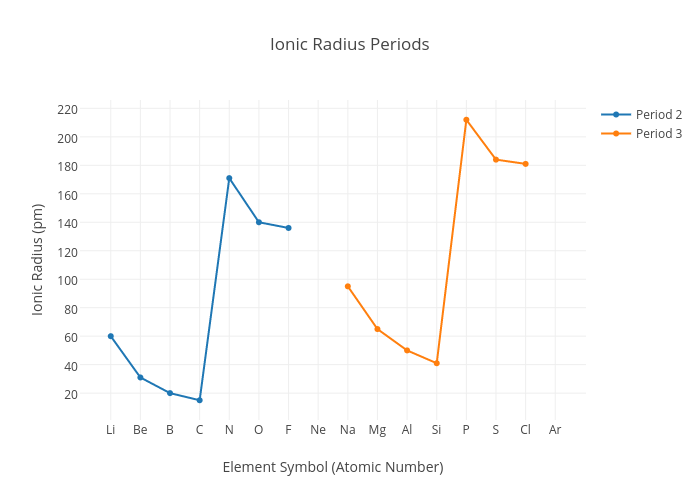 Ionic Radius Periods
Period 2
Period 3
220
200
180
160
140
120
100
80
60
40
20
Ionic Radius (pm)
Li Be B C N O F Ne Na Mg Al Si P S Cl Ar
Element Symbol (Atomic Number)